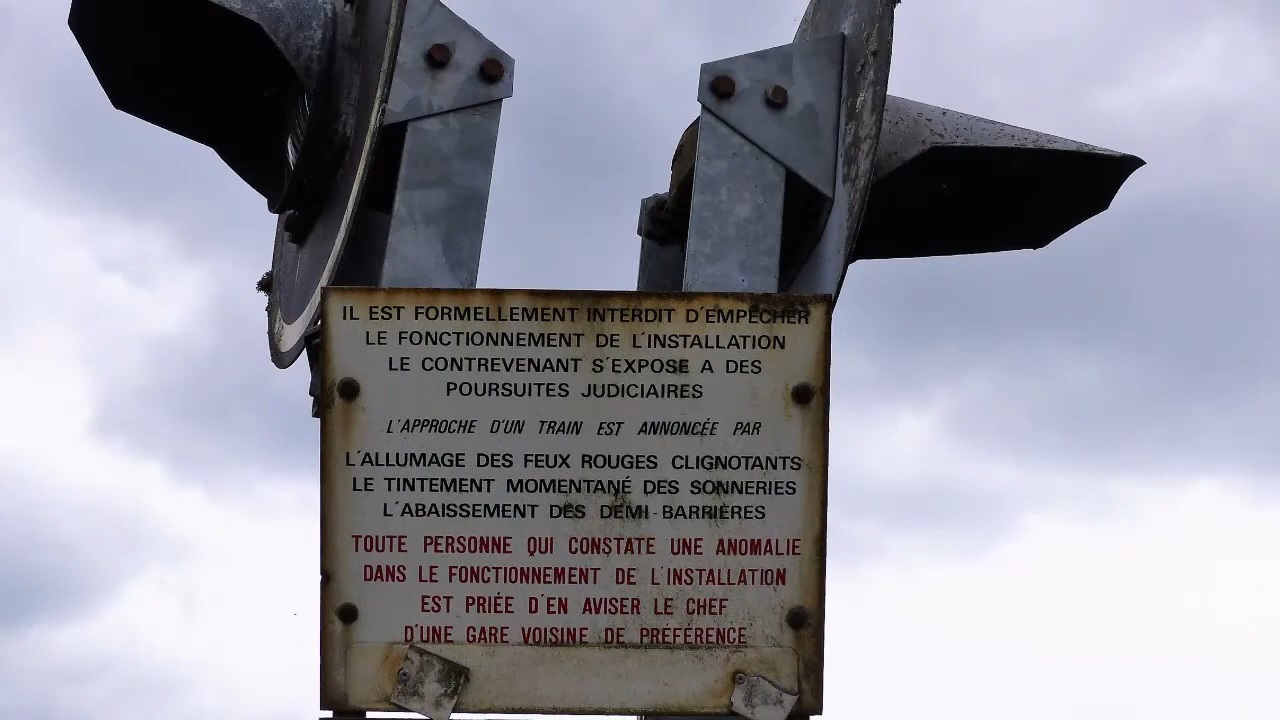 IL EST FORMELLEMENT INTERDIT D'EMPÊCHER
LE FONCTIONNEMENT DE L'INSTALLATION
LE CONTREVENANT S'EXPOSE A DES
POURSUITES JUDICIAIRES
L'APPROCHE D'UN TRAIN EST ANNONCÉE PAR
L'ALLUMAGE DES FEUX ROUGES CLIGNOTANTS
LE TINTEMENT MOMENTANÉ DES SONNERIES
L'ABAISSEMENT DES DEMI-BARRIÈRES
TOUTE PERSONNE QUI CONSTATE UNE ANOMALIE
DANS LE FONCTIONNEMENT DE L'INSTALLATION
EST PRIÉE D'EN AVISER LE CHEF
D'UNE GARE VOISINE DE PRÉFÉRENCE